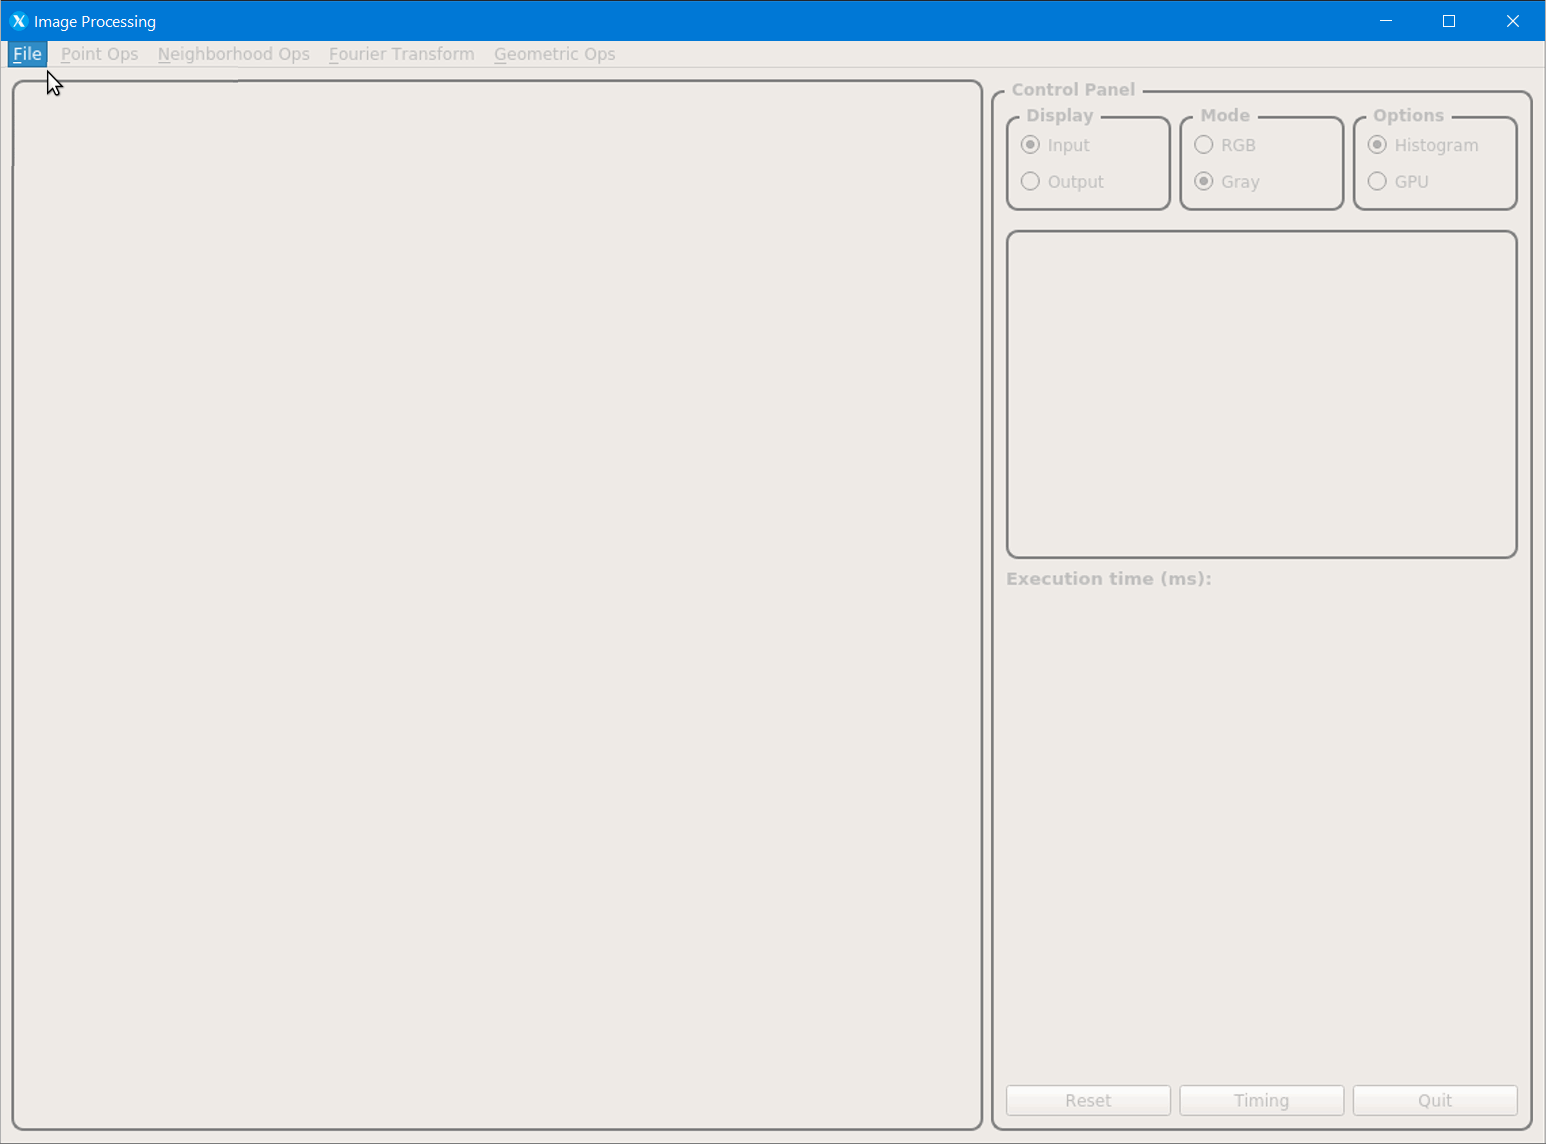 Image Processing
File Point Ops Neighborhood Ops Fourier Transform Geometric Ops
Control Panel
Display Mode Options
Input RGB Histogram
Output Gray GPU
Execution time (ms):
Reset Timing Quit